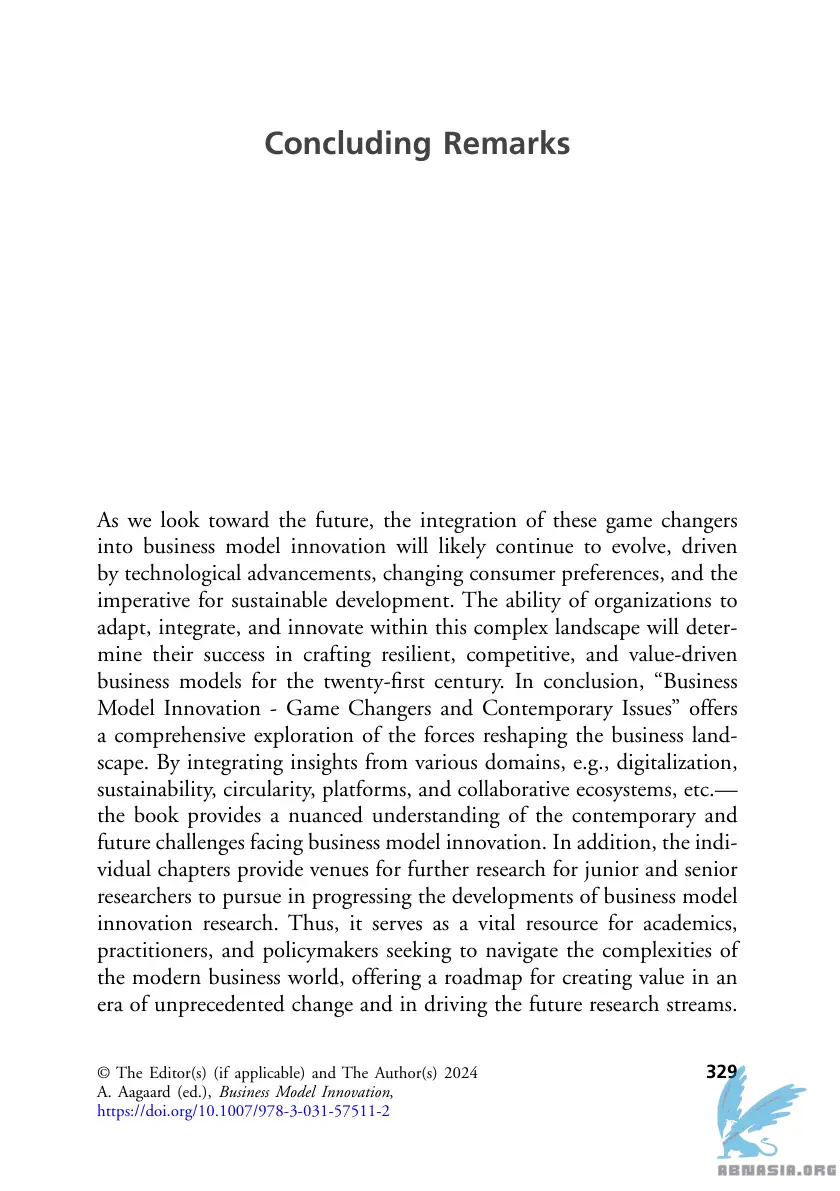 Concluding Remarks
As we look toward the future, the integration of these game changers
into business model innovation will likely continue to evolve, driven
by technological advancements, changing consumer preferences, and the
imperative for sustainable development. The ability of organizations to
adapt, integrate, and innovate within this complex landscape will deter-
mine their success in crafting resilient, competitive, and value-driven
business models for the twenty-first century. In conclusion, “Business
Model Innovation - Game Changers and Contemporary Issues” offers
a comprehensive exploration of the forces reshaping the business land-
scape. By integrating insights from various domains, e.g., digitalization,
sustainability, circularity, platforms, and collaborative ecosystems, etc.—
the book provides a nuanced understanding of the contemporary and
future challenges facing business model innovation. In addition, the indi-
vidual chapters provide venues for further research for junior and senior
researchers to pursue in progressing the developments of business model
innovation research. Thus, it serves as a vital resource for academics,
practitioners, and policymakers seeking to navigate the complexities of
the modern business world, offering a roadmap for creating value in an
era of unprecedented change and in driving the future research streams.
© The Editor(s) (if applicable) and The Author(s) 2024
A. Aagaard (ed.), Business Model Innovation,
https://doi.org/10.1007/978-3-031-57511-2
329
ABNASIA.ORG